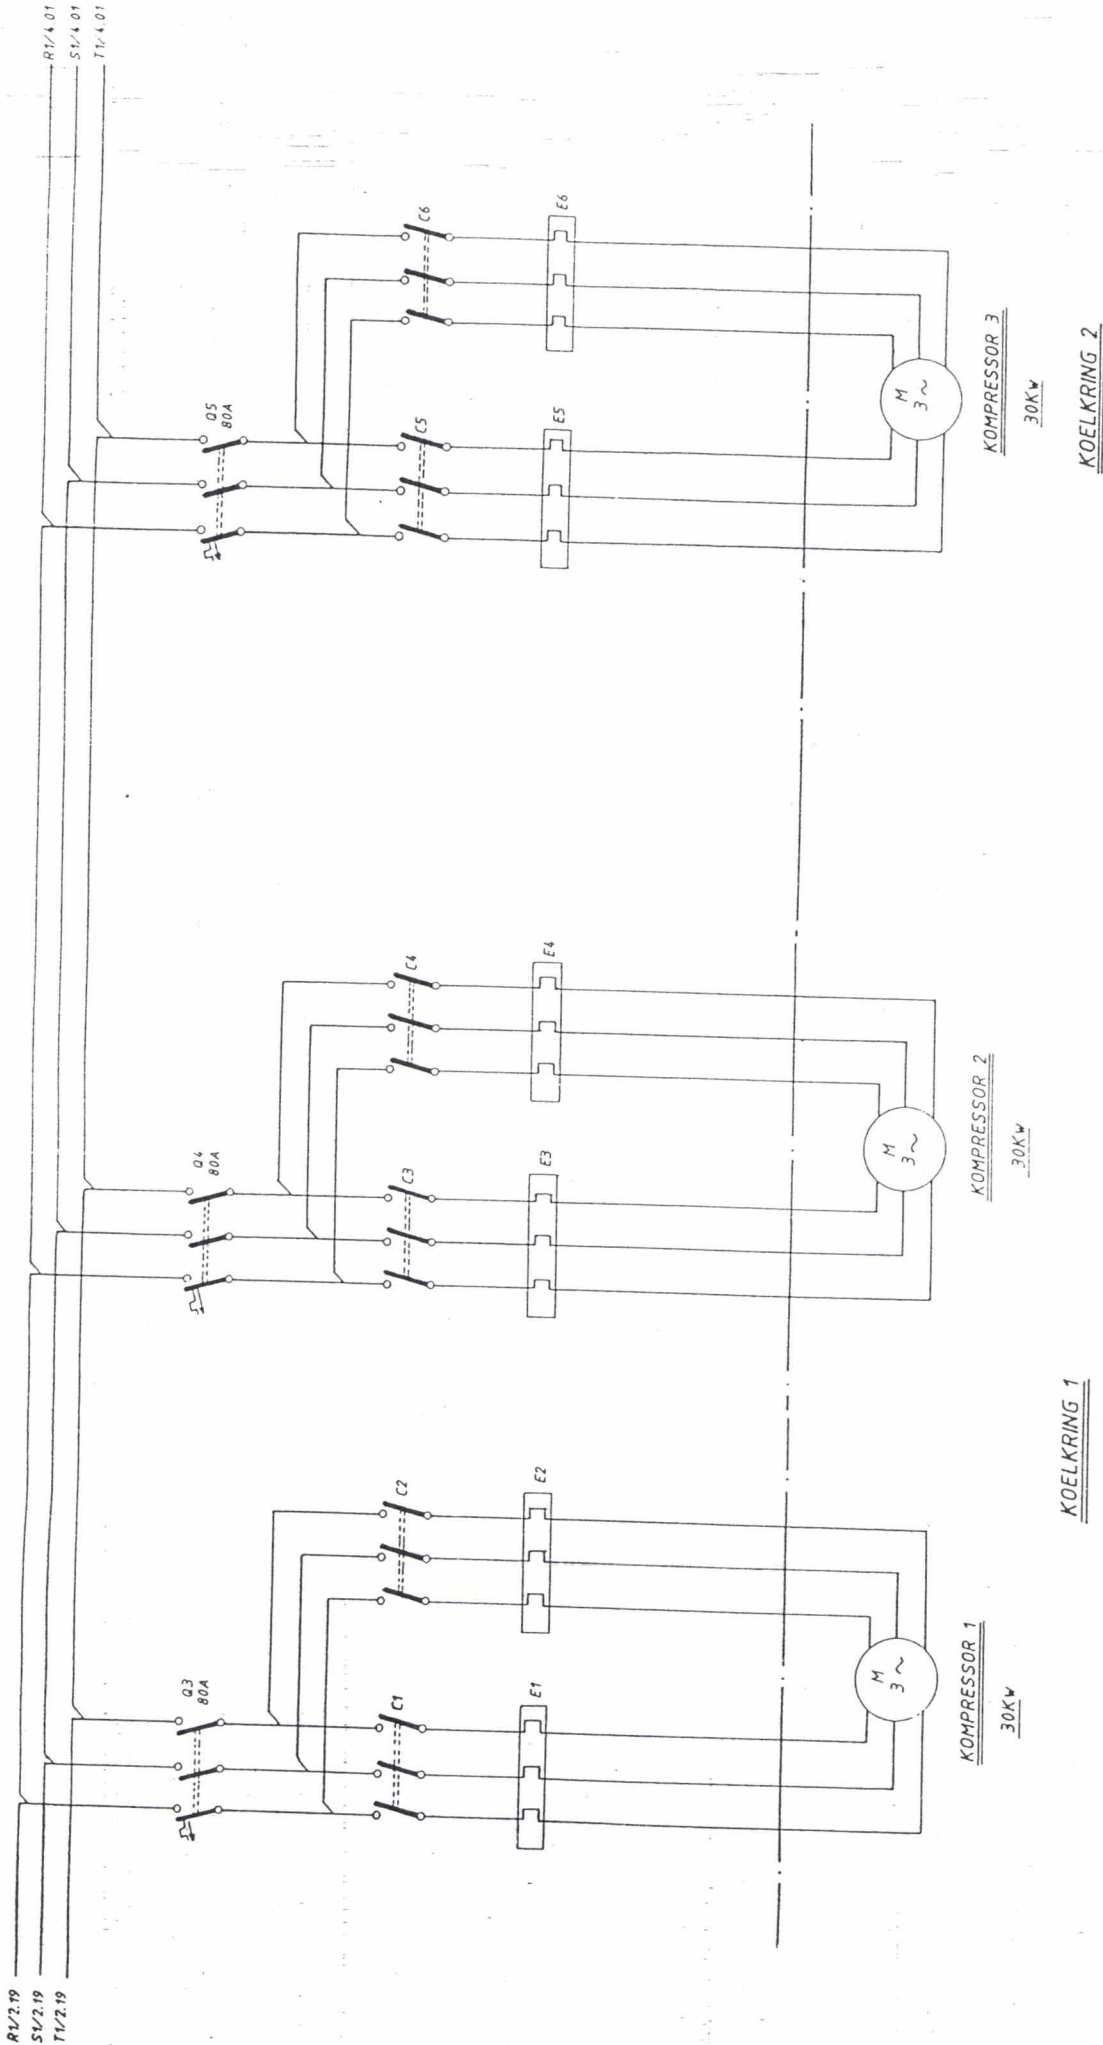 R1/2.19
S1/2.19
T1/2.19
R1/4.01
S1/4.01
T1/4.01
Q3
80A
Q4
80A
Q5
80A
C1
C2
C3
C4
C5
C6
E1
E2
E3
E4
E5
E6
M
3~
M
3~
M
3~
KOMPRESSOR 1
30KW
KOMPRESSOR 2
30KW
KOMPRESSOR 3
30KW
KOELKRING 1
KOELKRING 2